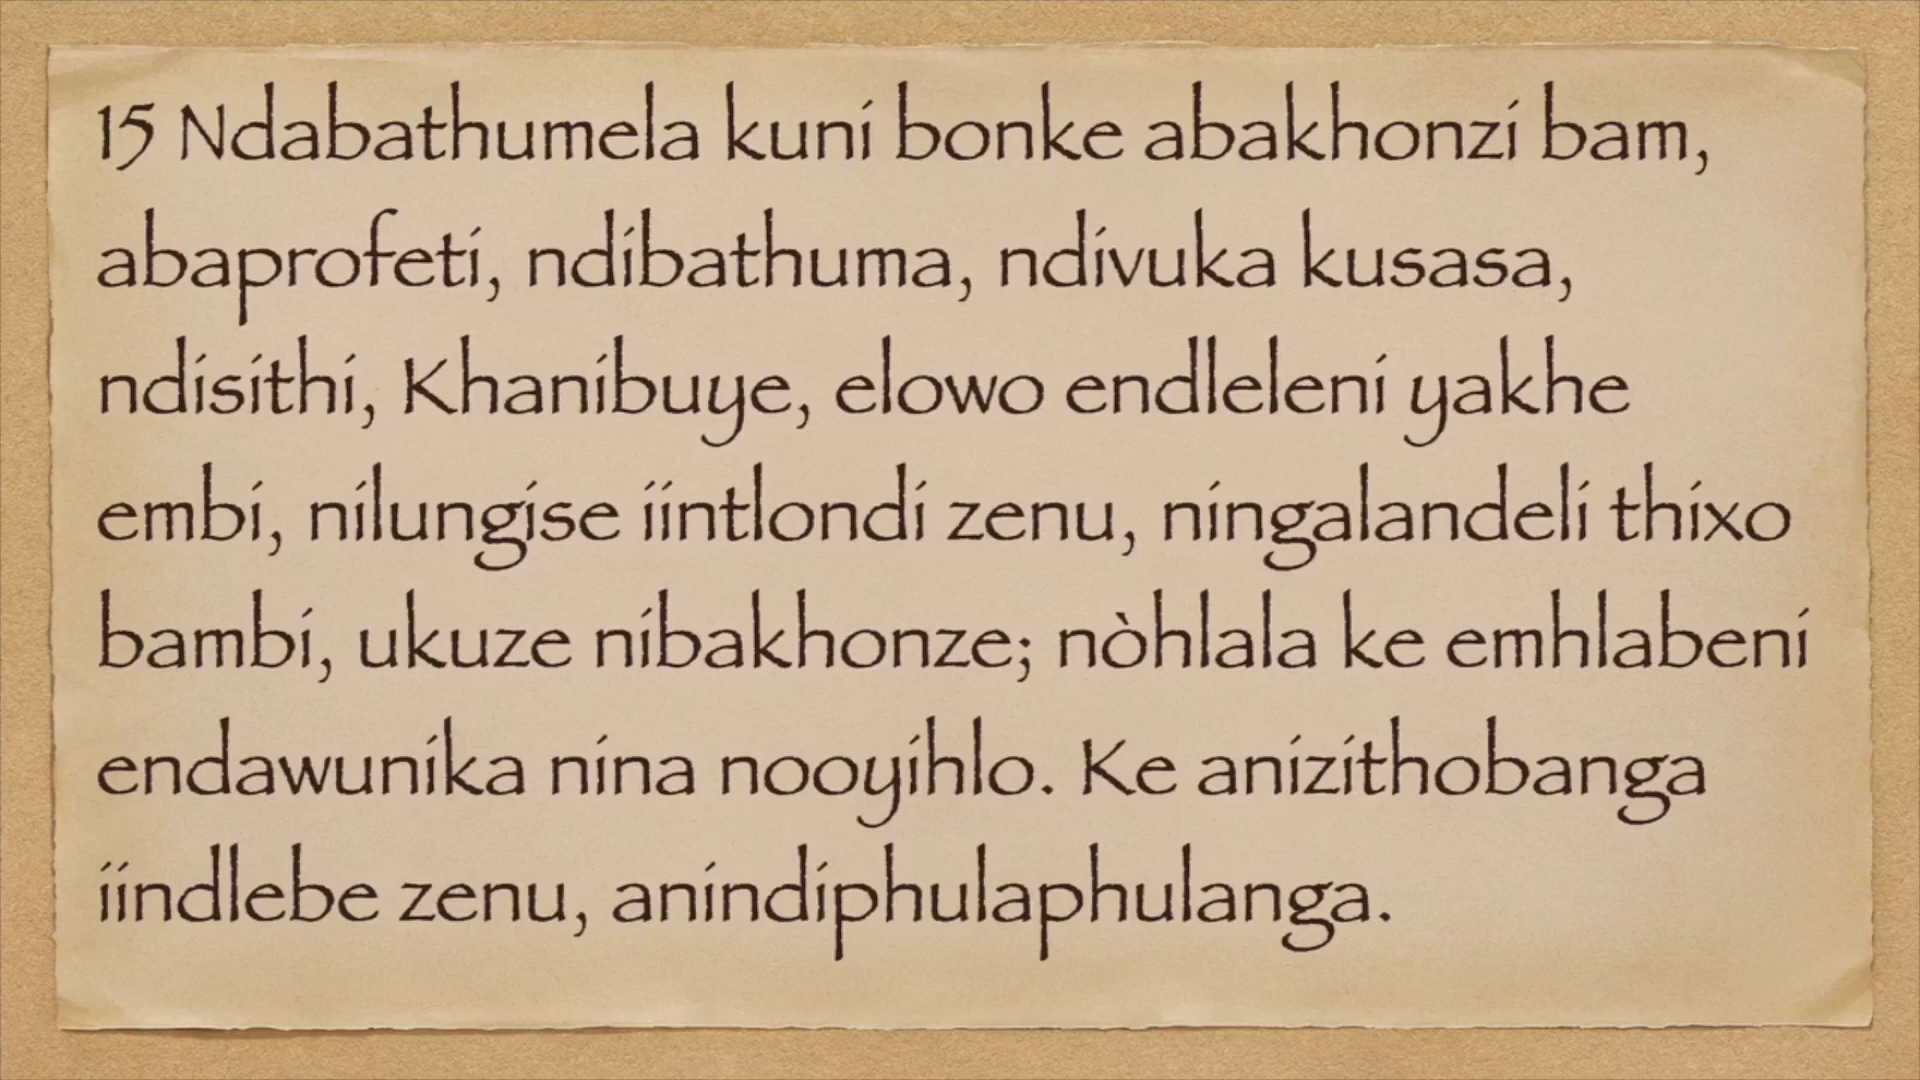 15 Ndabathumela kuni bonke abakhonzi bam,
abaprofeti, ndibathuma, ndivuka kusasa,
ndisithi, Khanibuye, elowo endleleni yakhe
embi, nilungise iintlondi zenu, ningalandeli thixo
bambi, ukuze nibakhonze; nòhlala ke emhlabeni
endawunika nina nooyihlo. Ke anizithobanga
iindlebe zenu, anindiphulaphulanga.